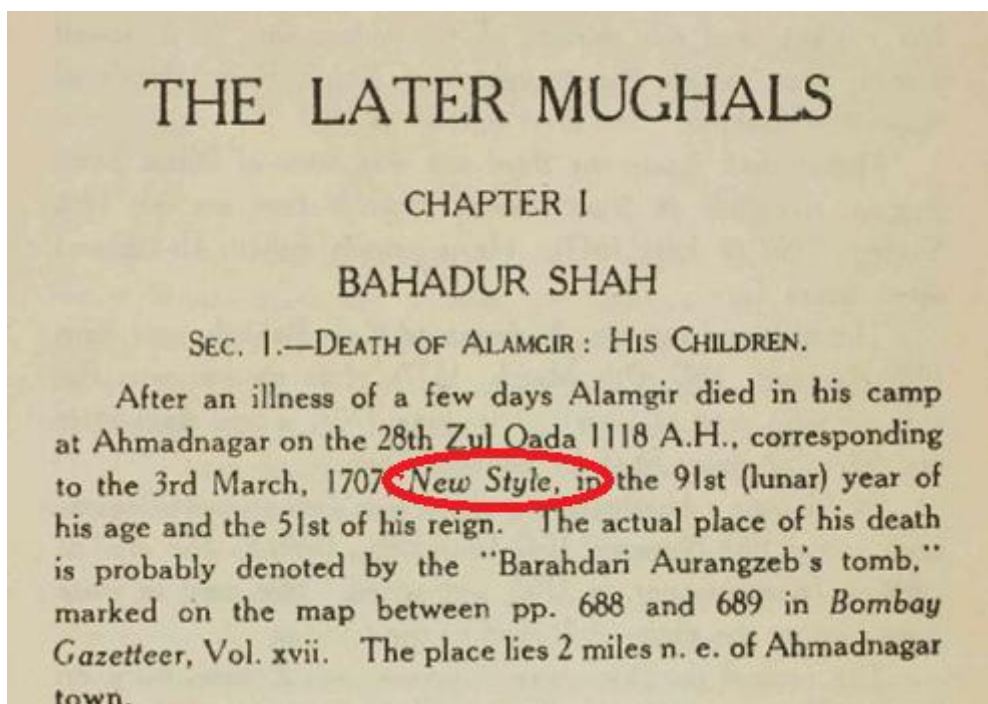 THE LATER MUGHALS
CHAPTER I
BAHADUR SHAH
SEC. I.—DEATH OF ALAMGIR: HIS CHILDREN.
After an illness of a few days Alamgir died in his camp
at Ahmadnagar on the 28th Zul Qada 1118 A.H., corresponding
to the 3rd March, 1707, New Style, in the 91st (lunar) year of
his age and the 51st of his reign. The actual place of his death
is probably denoted by the "Barahdari Aurangzeb's tomb,"
marked on the map between pp. 688 and 689 in Bombay
Gazetteer, Vol. xvii. The place lies 2 miles n. e. of Ahmadnagar
town.